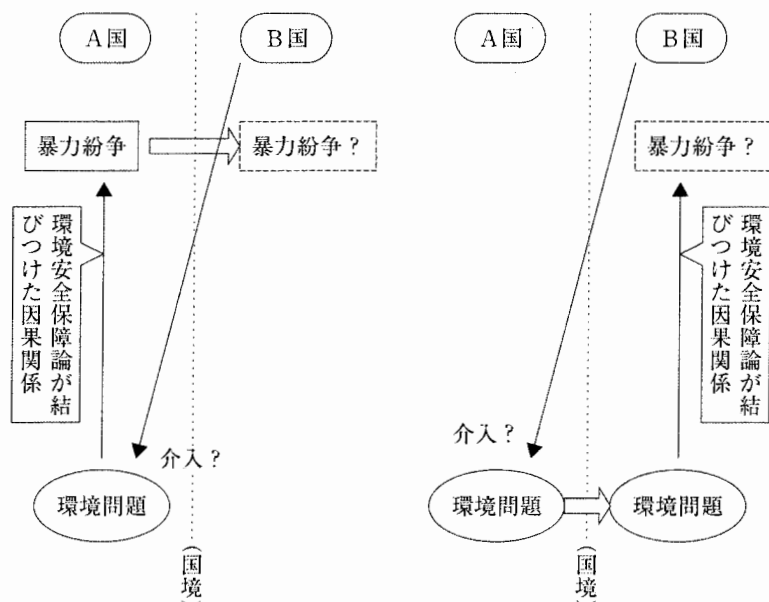 A国
B国
暴力紛争
暴力紛争？
環境安全保障論が結
びつけた因果関係
介入？
環境問題
（国境
A国
B国
暴力紛争？
環境安全保障論が結
びつけた因果関係
介入？
環境問題
環境問題
（国境